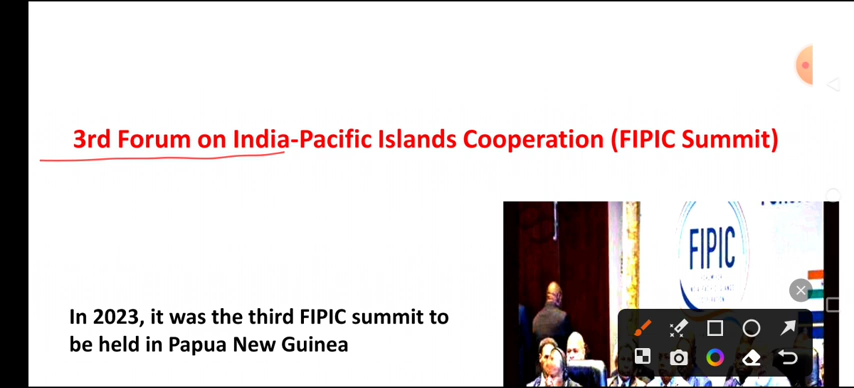 3rd Forum on India-Pacific Islands Cooperation (FIPIC Summit)
FIPIC
In 2023, it was the third FIPIC summit to
be held in Papua New Guinea